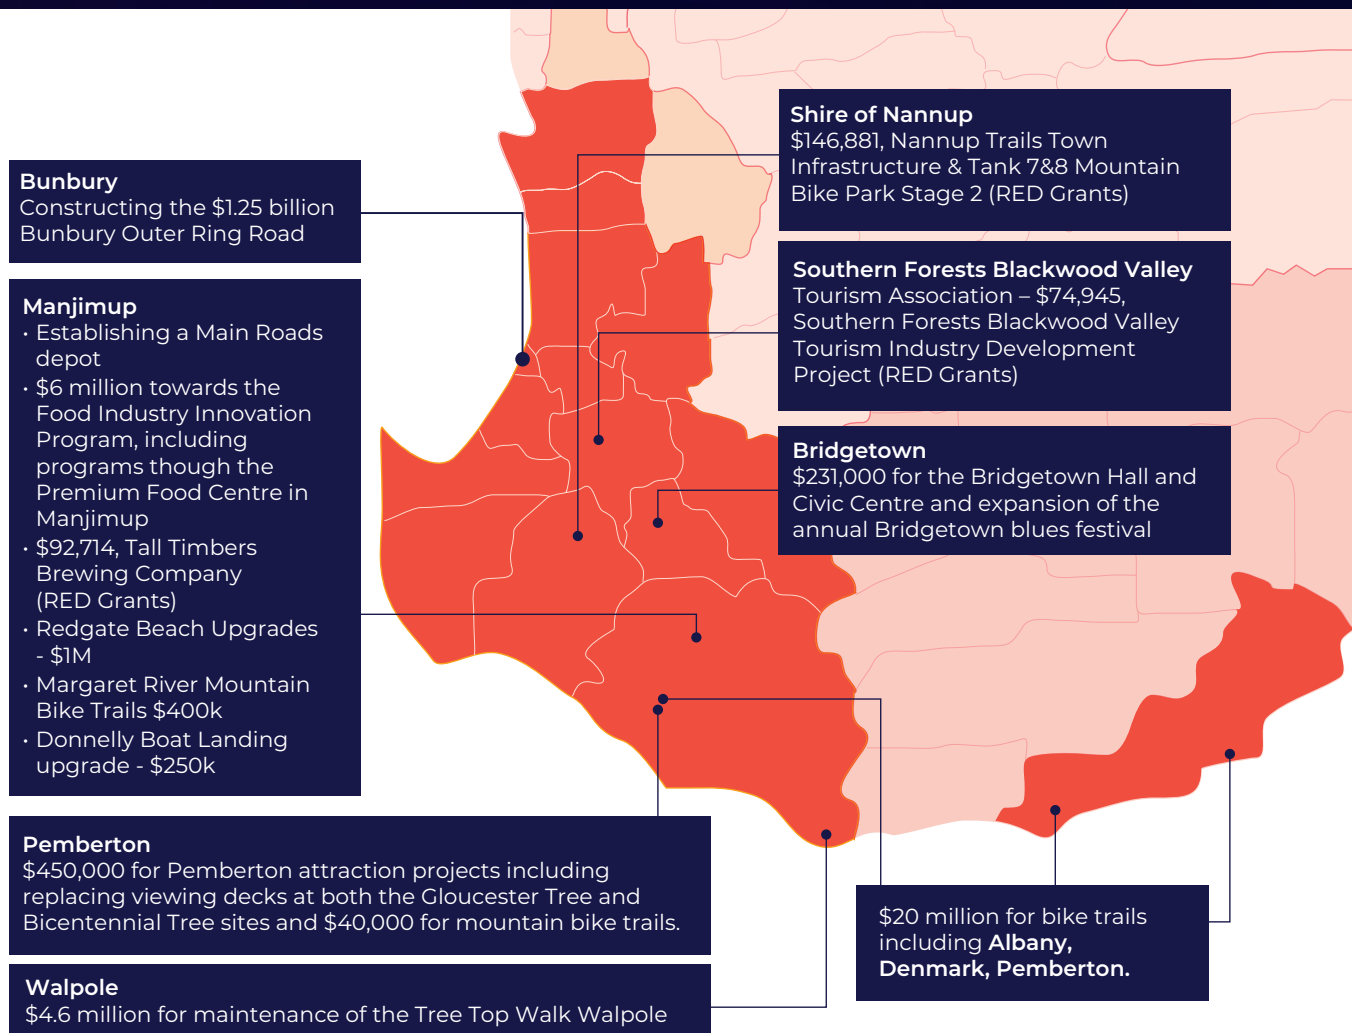 Bunbury
Constructing the $1.25 billion
Bunbury Outer Ring Road
Manjimup
· Establishing a Main Roads
depot
· $6 million towards the
Food Industry Innovation
Program, including
programs though the
Premium Food Centre in
Manjimup
· $92,714, Tall Timbers
Brewing Company
(RED Grants)
· Redgate Beach Upgrades
- $1M
· Margaret River Mountain
Bike Trails $400k
· Donnelly Boat Landing
upgrade - $250k
Shire of Nannup
$146,881, Nannup Trails Town
Infrastructure & Tank 7&8 Mountain
Bike Park Stage 2 (RED Grants)
Southern Forests Blackwood Valley
Tourism Association – $74,945,
Southern Forests Blackwood Valley
Tourism Industry Development
Project (RED Grants)
Bridgetown
$231,000 for the Bridgetown Hall and
Civic Centre and expansion of the
annual Bridgetown blues festival
Pemberton
$450,000 for Pemberton attraction projects including
replacing viewing decks at both the Gloucester Tree and
Bicentennial Tree sites and $40,000 for mountain bike trails.
Walpole
$4.6 million for maintenance of the Tree Top Walk Walpole
$20 million for bike trails
including Albany,
Denmark, Pemberton.